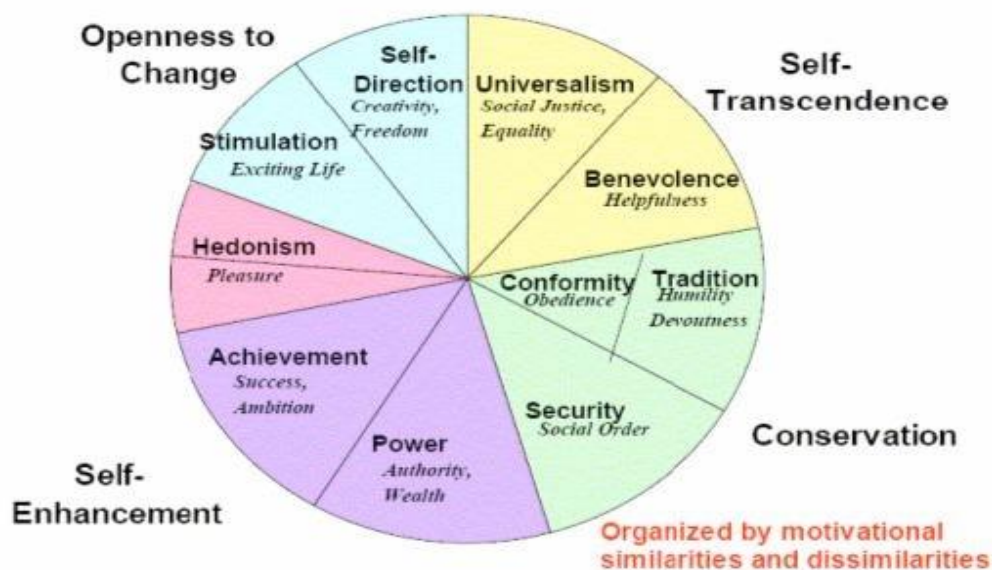 Openness to
Change
Self-
Direction
Creativity,
Freedom
Universalism
Social Justice,
Equality
Self-
Transcendence
Stimulation
Exciting Life
Benevolence
Helpfulness
Hedonism
Pleasure
Conformity
Obedience
Tradition
Humility
Devoutness
Achievement
Success,
Ambition
Security
Social Order
Power
Authority,
Wealth
Conservation
Self-
Enhancement
Organized by motivational
similarities and dissimilarities